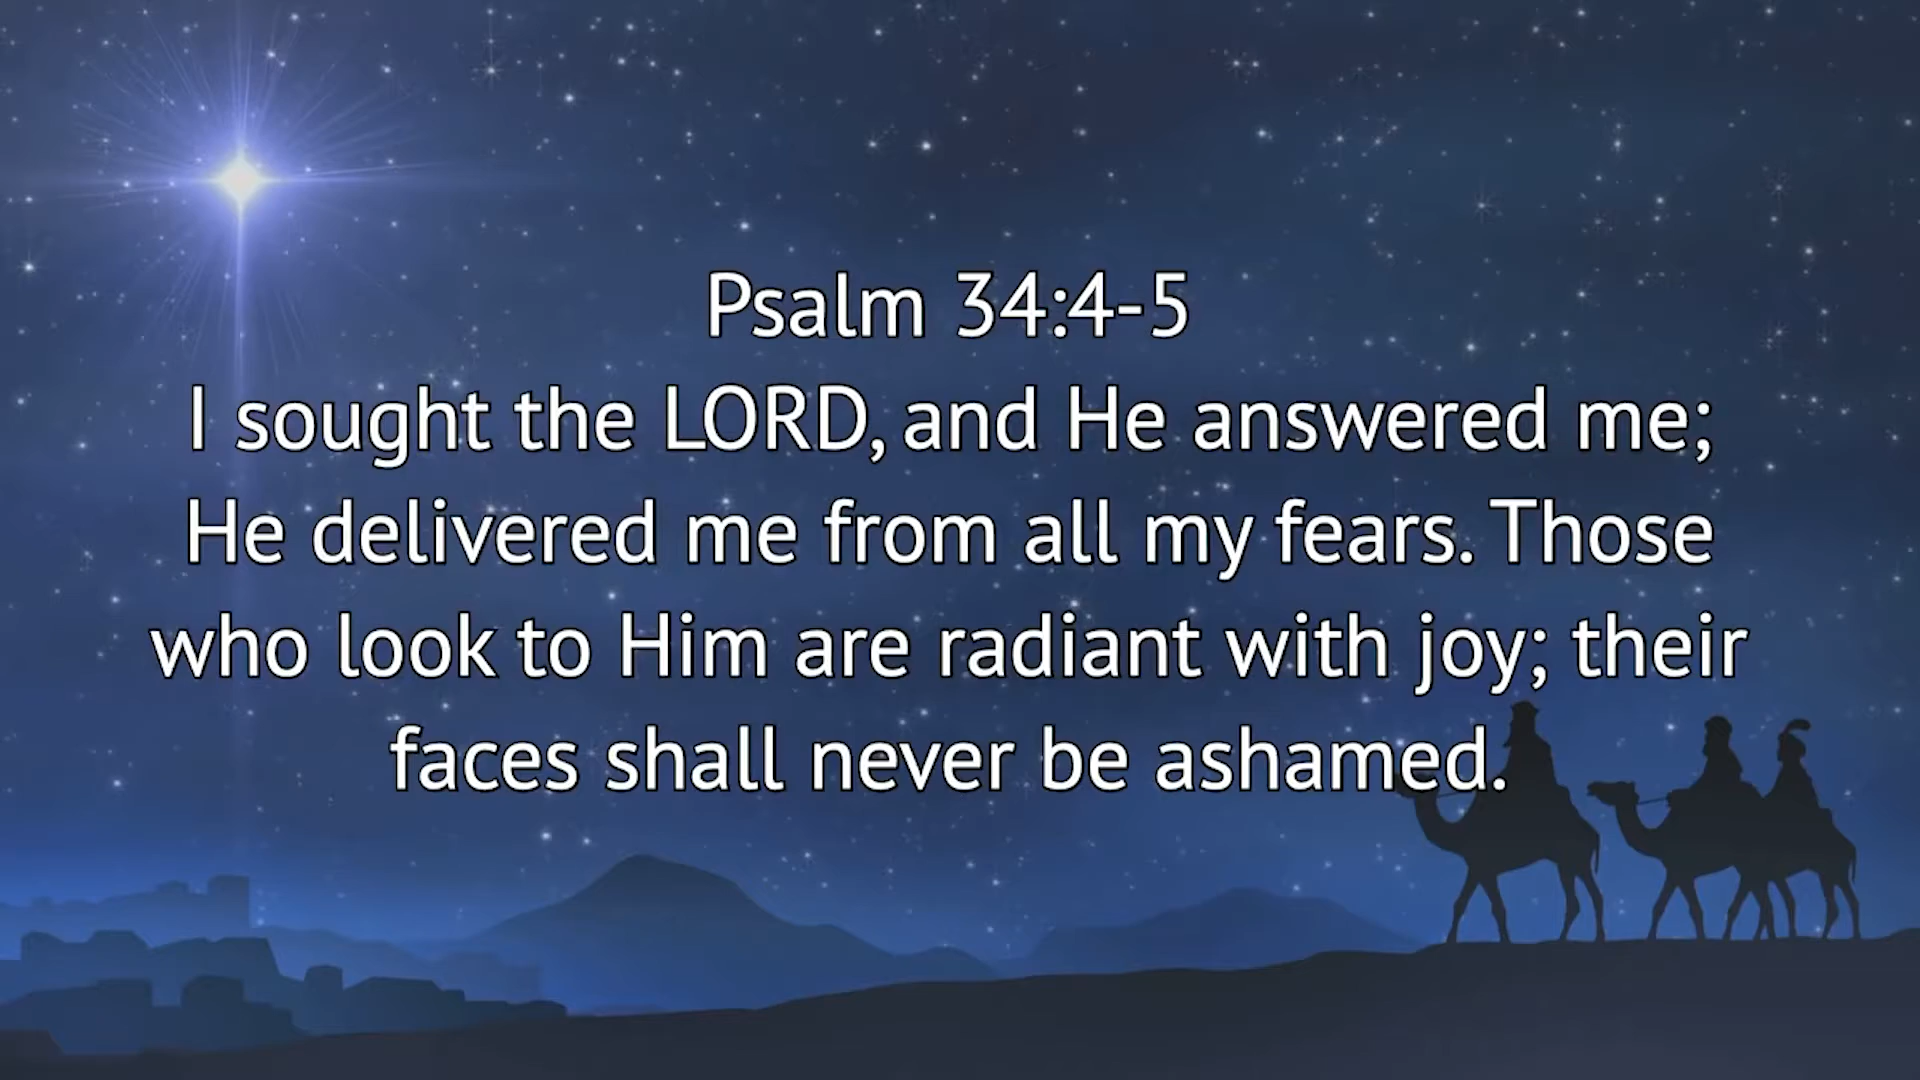 Psalm 34:4-5
I sought the LORD, and He answered me;
He delivered me from all my fears. Those
who look to Him are radiant with joy; their
faces shall never be ashamed.